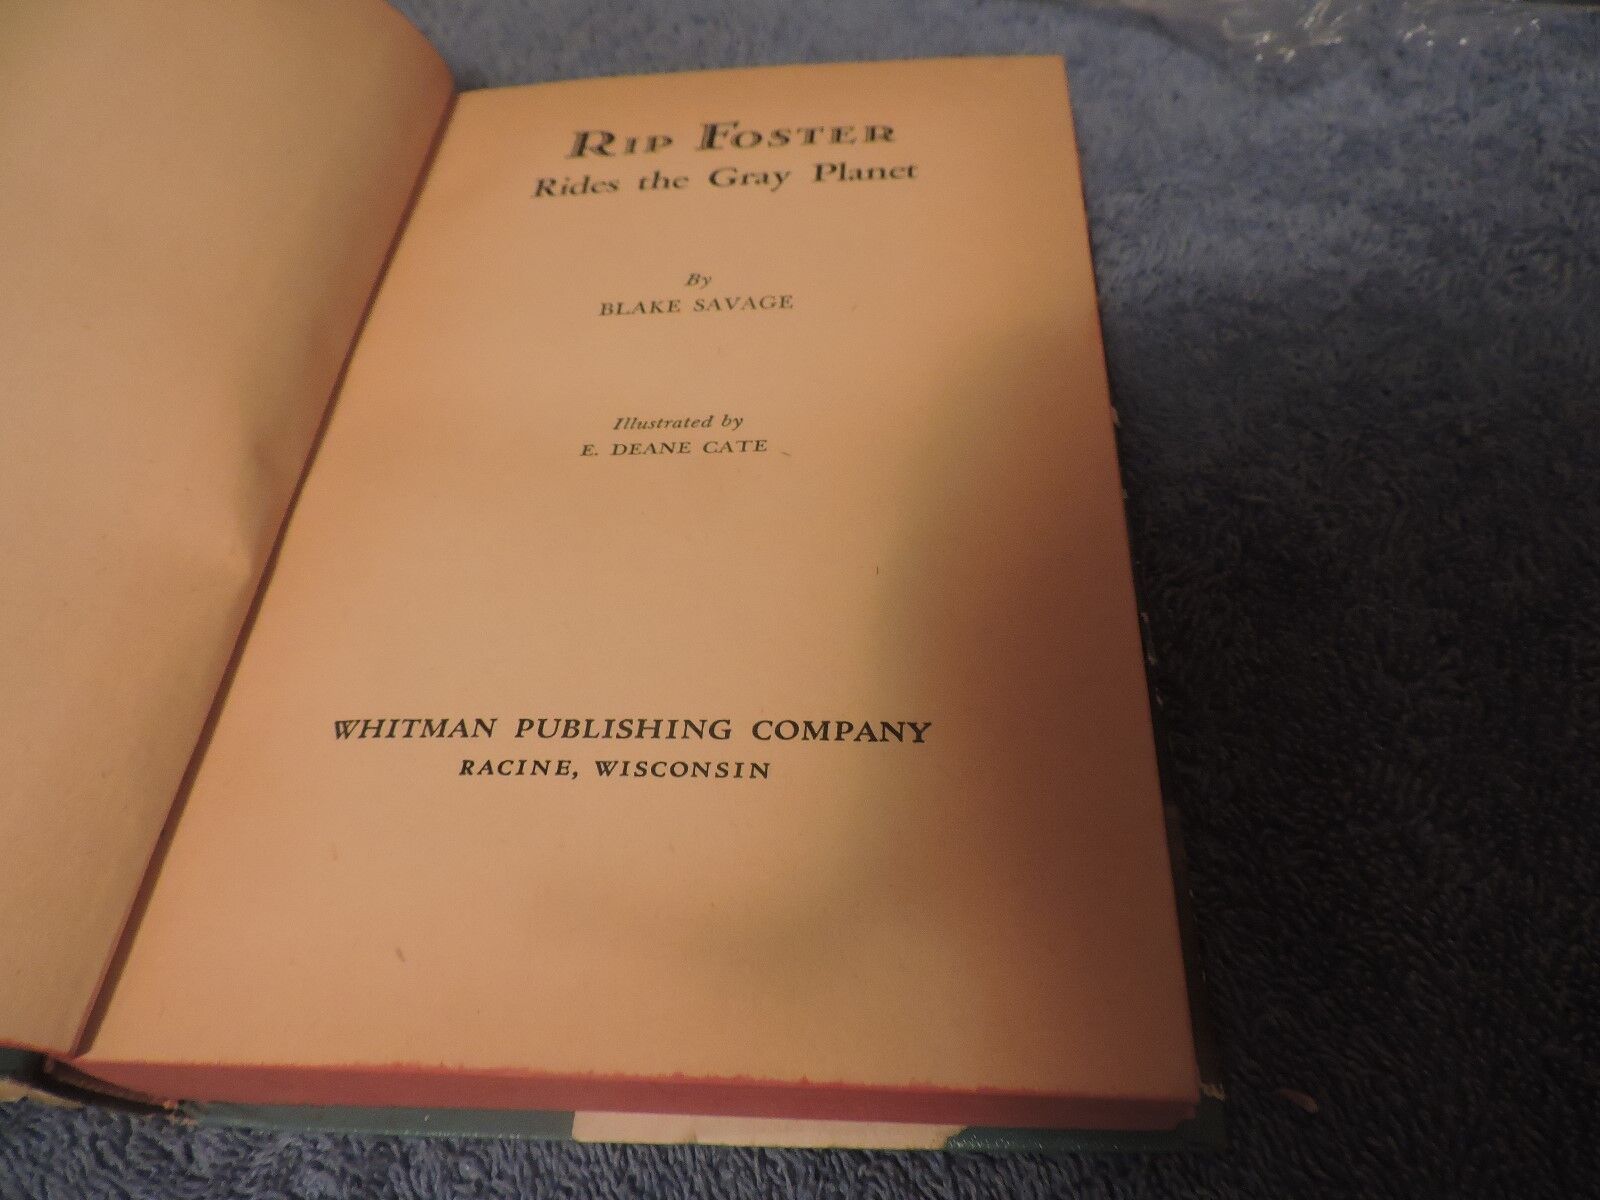 RIP FOSTER
Rides the Gray Planet
By
BLAKE SAVAGE
Illustrated by
E. DEANE CATE
WHITMAN PUBLISHING COMPANY
RACINE, WISCONSIN